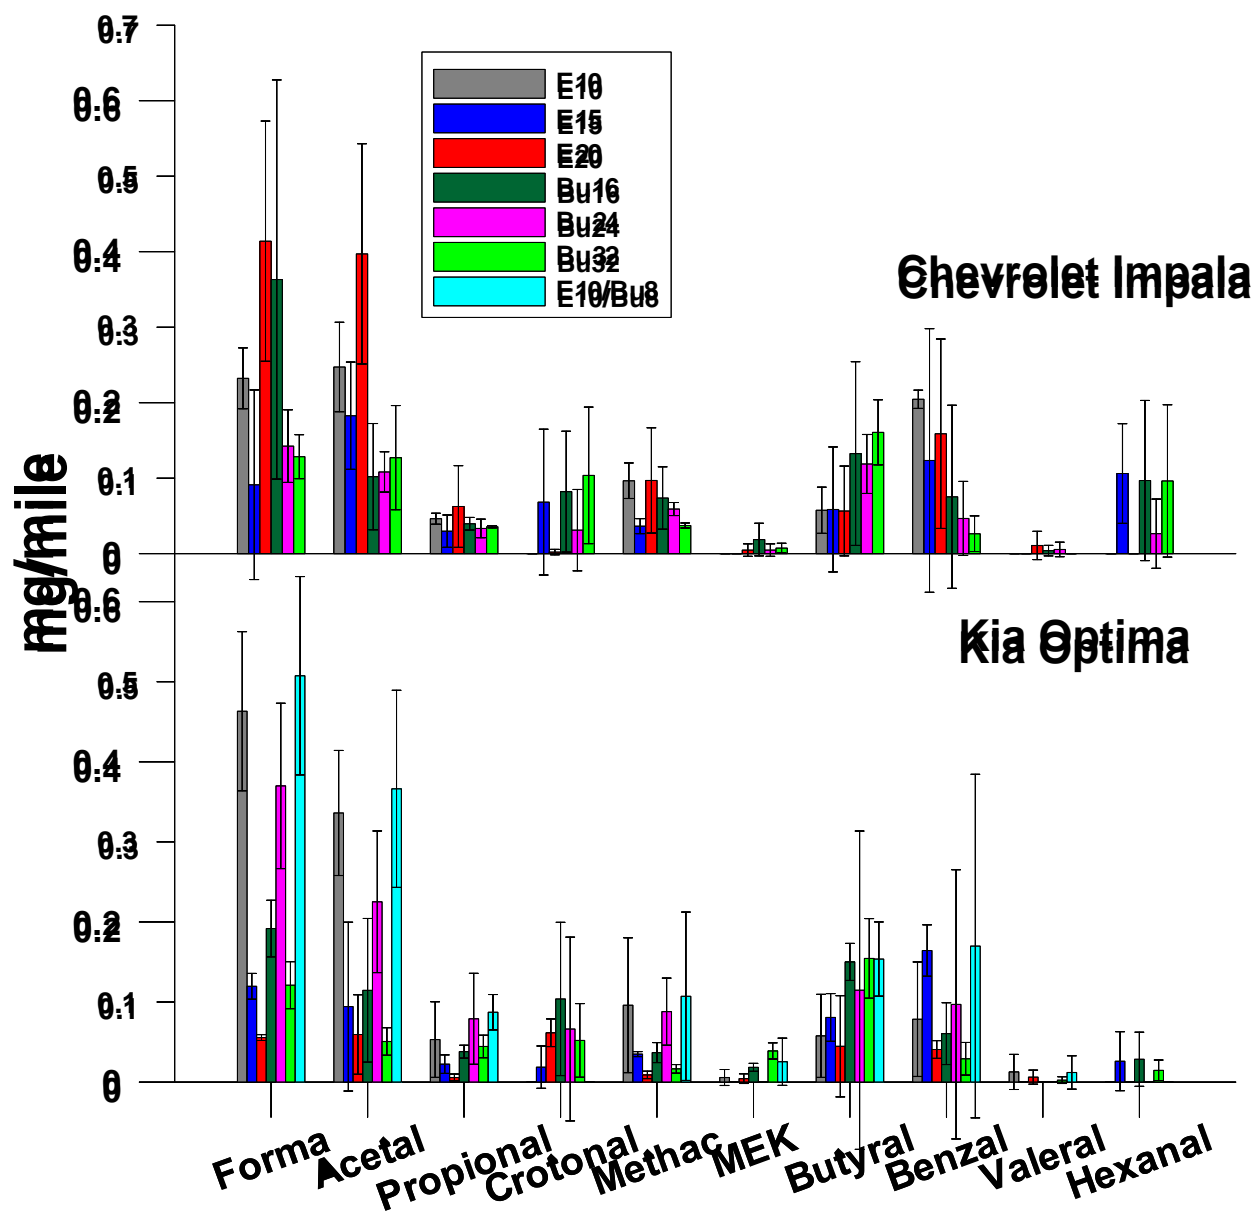 0.7
0.6
0.5
0.4
0.3
0.2
0.1
0
E10
E15
E20
Bu16
Bu24
Bu32
E10/Bu8
Chevrolet Impala
mg/mile
0.6
0.5
0.4
0.3
0.2
0.1
0
Kia Optima
Forma
Acetal
Propional
Crotonal
Methac
MEK
Butyral
Benzal
Valeral
Hexanal